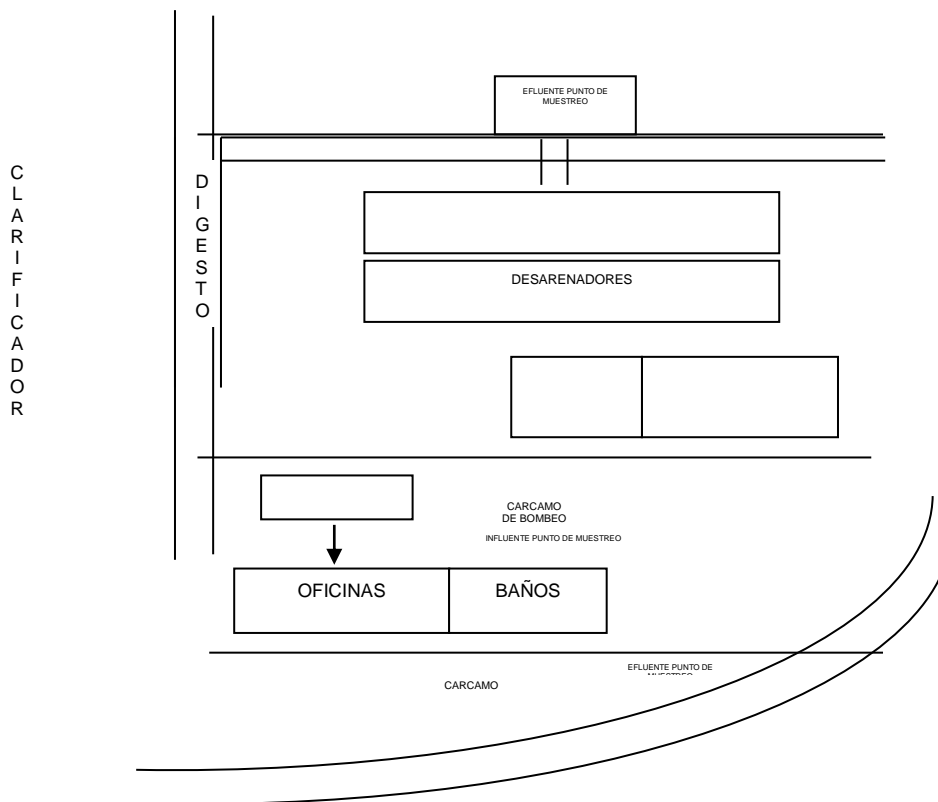 EFLUENTE PUNTO DE
MUESTREO
CLARIFICADOR
DIGESTO
DESARENADORES
CARCAMO
DE BOMBEO
INFLUENTE PUNTO DE MUESTREO
OFICINAS
BAÑOS
EFLUENTE PUNTO DE
MUESTREO
CARCAMO